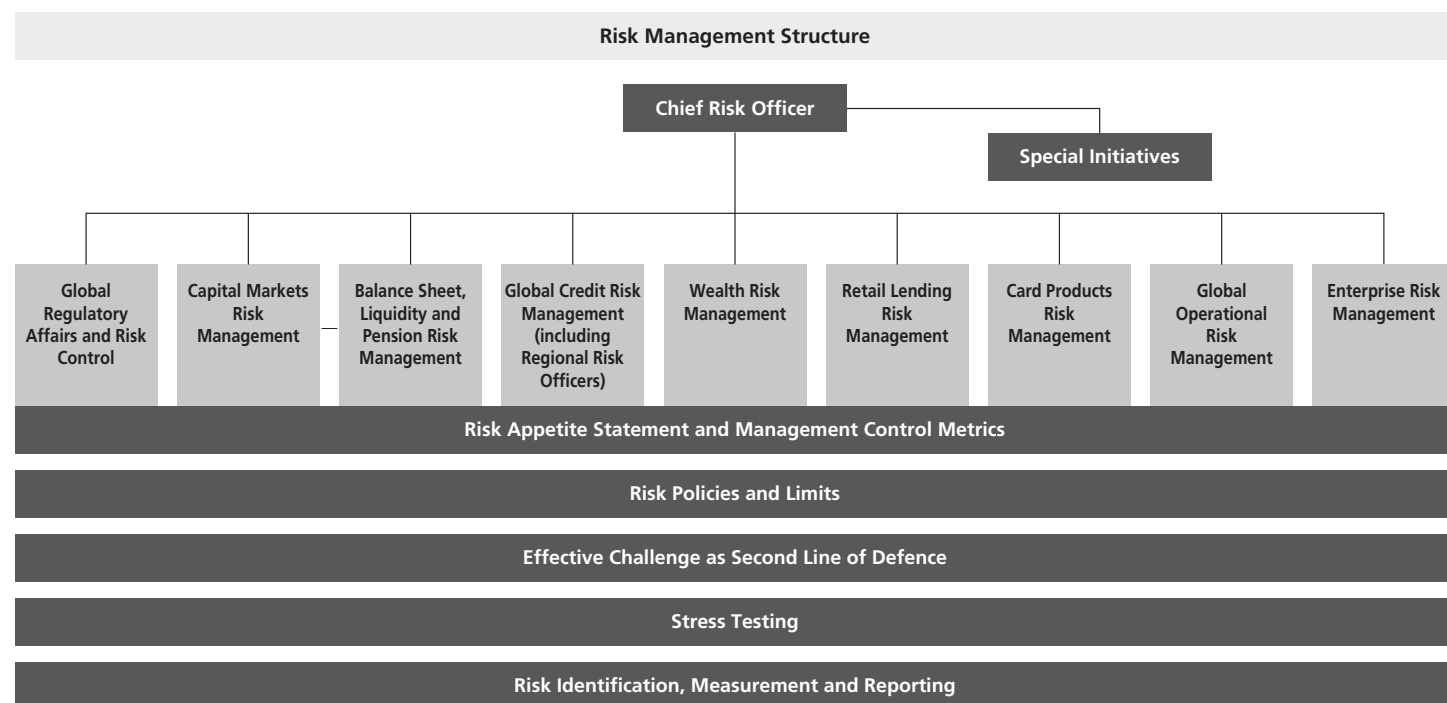 Risk Management Structure
Chief Risk Officer
Special Initiatives
Global
Regulatory
Affairs and Risk
Control
Capital Markets
Risk
Management
Balance Sheet,
Liquidity and
Pension Risk
Management
Global Credit Risk
Management
(including
Regional Risk
Officers)
Wealth Risk
Management
Retail Lending
Risk
Management
Card Products
Risk
Management
Global
Operational
Risk
Management
Enterprise Risk
Management
Risk Appetite Statement and Management Control Metrics
Risk Policies and Limits
Effective Challenge as Second Line of Defence
Stress Testing
Risk Identification, Measurement and Reporting